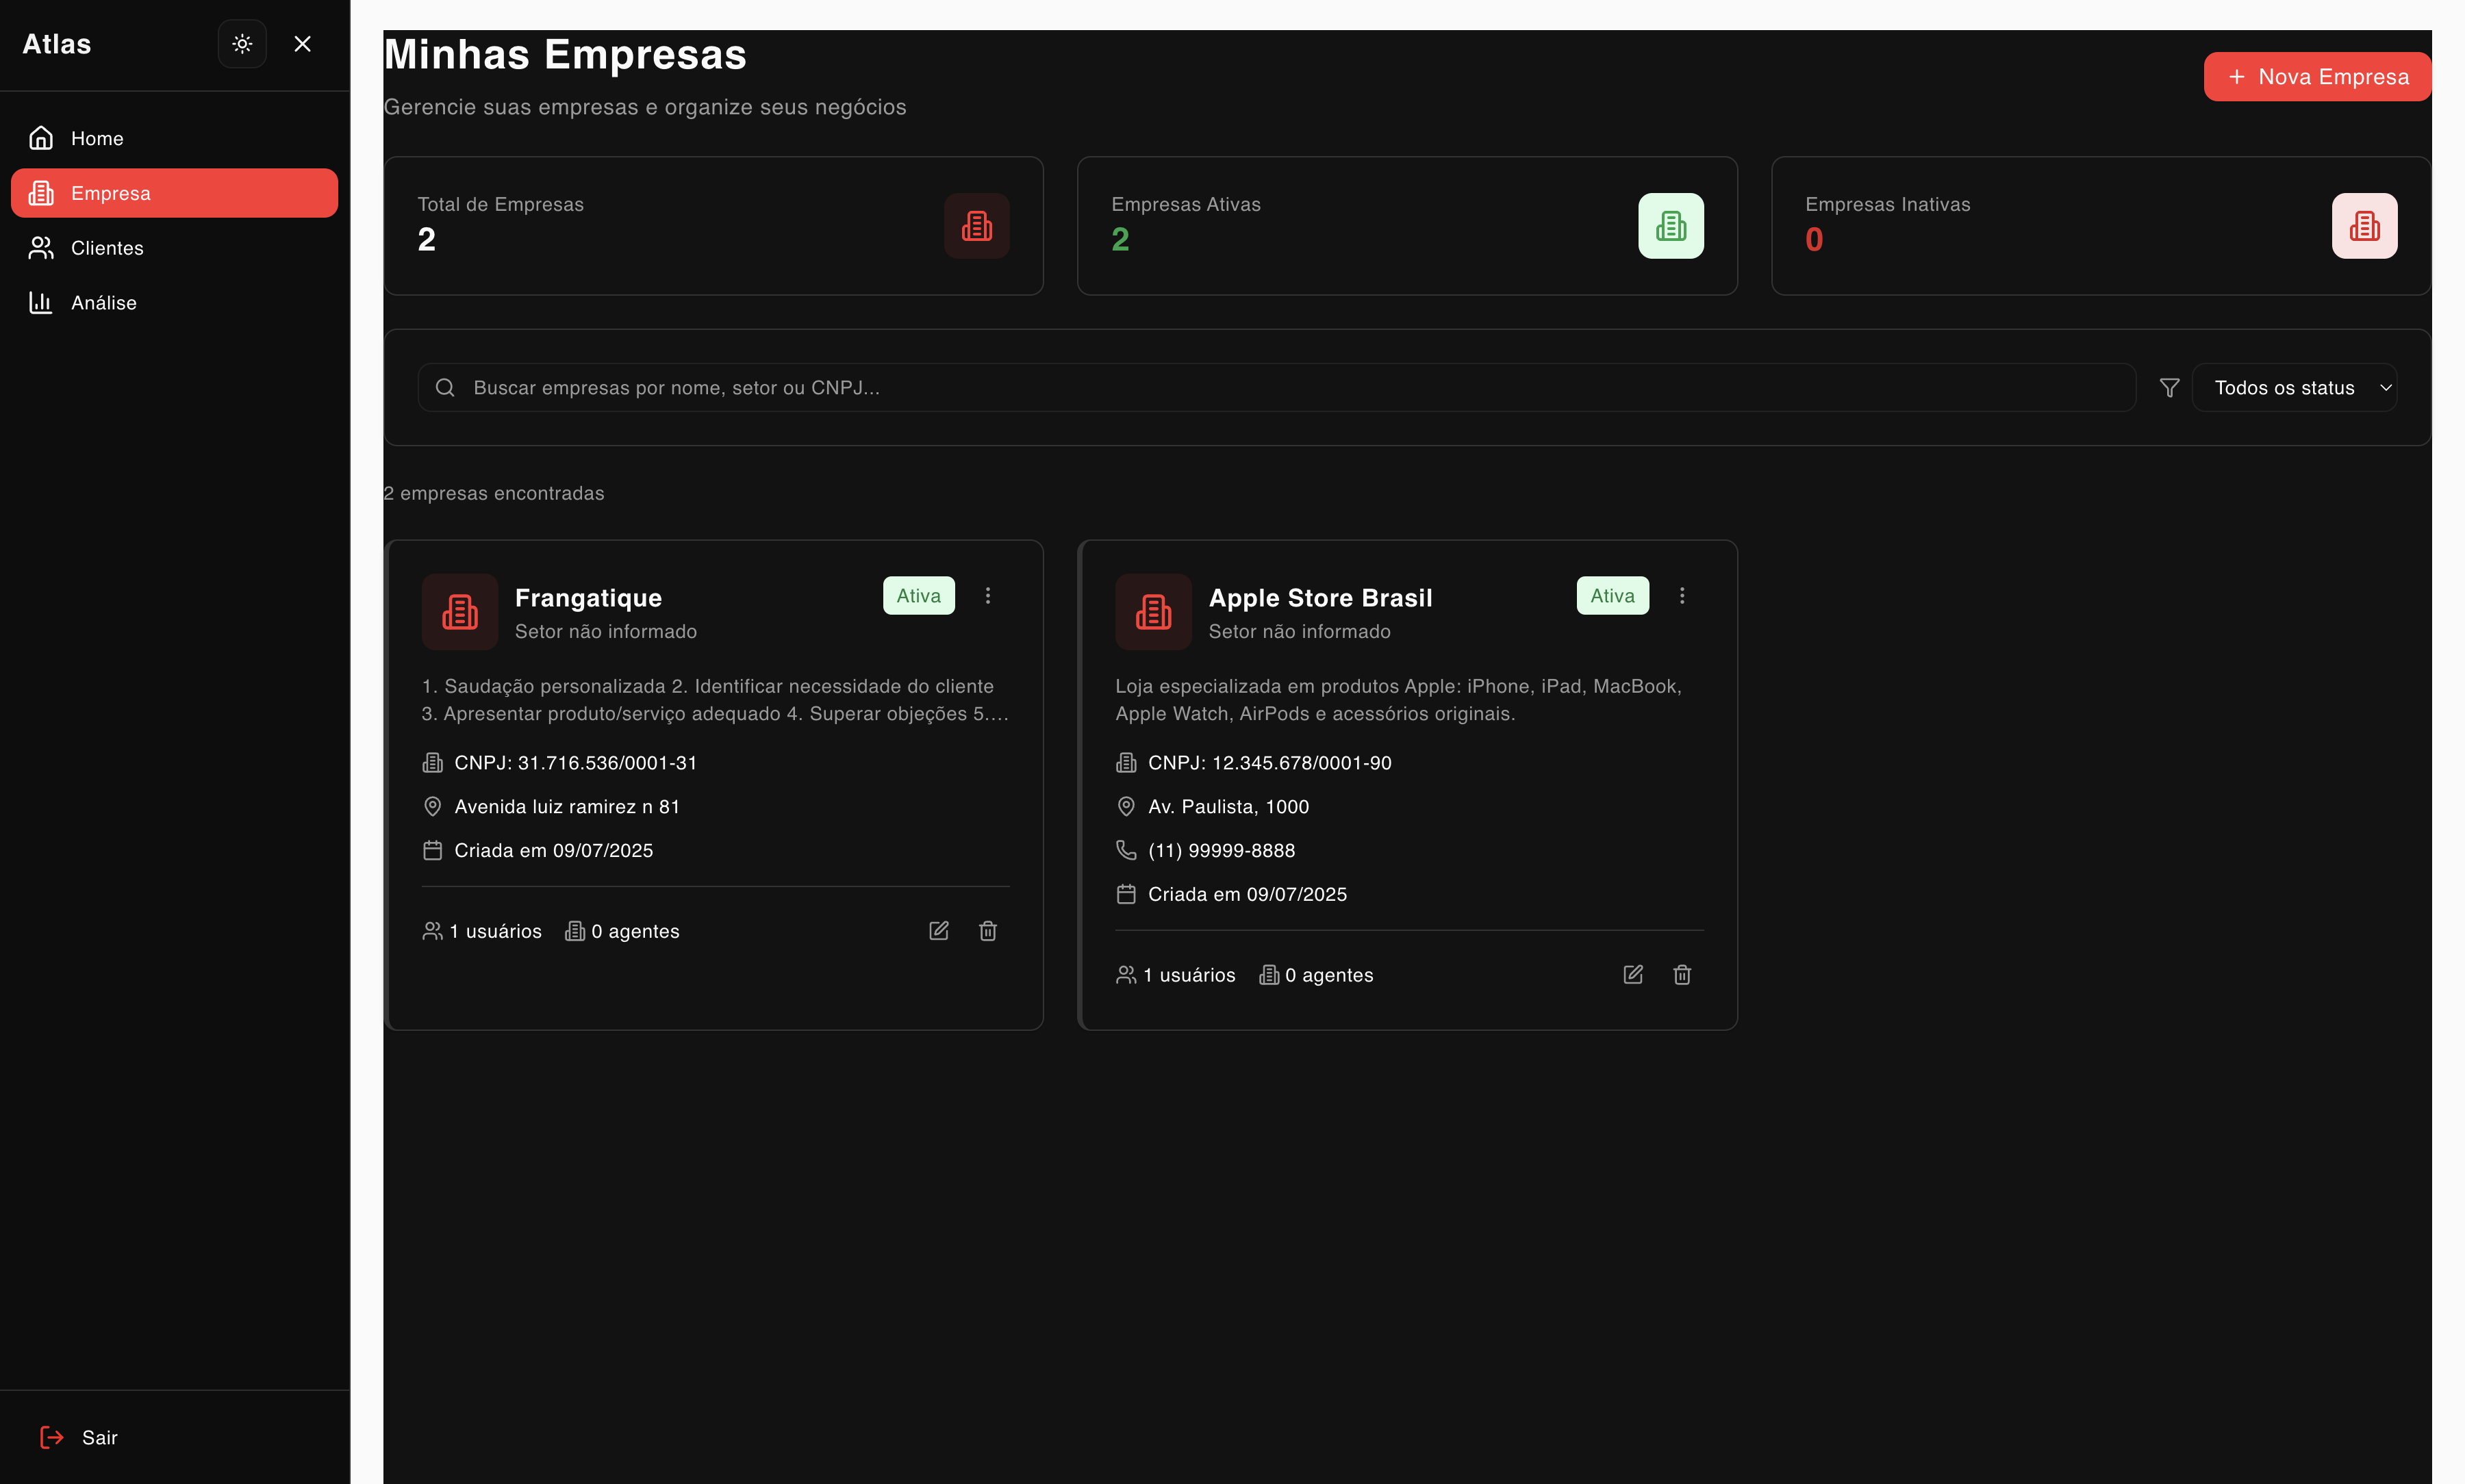 Atlas
Home
Empresa
Clientes
Análise
Sair
Minhas Empresas
Gerencie suas empresas e organize seus negócios
Nova Empresa
Total de Empresas
2
Empresas Ativas
2
Empresas Inativas
0
Buscar empresas por nome, setor ou CNPJ...
Todos os status
2 empresas encontradas
Frangatique
Ativa
Setor não informado
1. Saudação personalizada 2. Identificar necessidade do cliente
3. Apresentar produto/serviço adequado 4. Superar objeções 5....
CNPJ: 31.716.536/0001-31
Avenida luiz ramirez n 81
Criada em 09/07/2025
1 usuários 0 agentes
Apple Store Brasil
Ativa
Setor não informado
Loja especializada em produtos Apple: iPhone, iPad, MacBook,
Apple Watch, AirPods e acessórios originais.
CNPJ: 12.345.678/0001-90
Av. Paulista, 1000
(11) 99999-8888
Criada em 09/07/2025
1 usuários 0 agentes